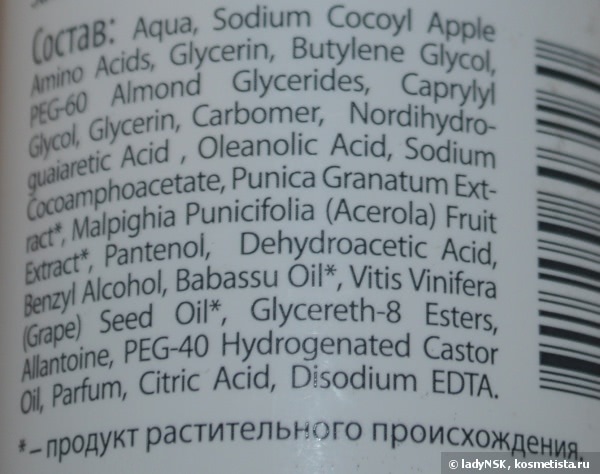 Состав: Aqua, Sodium Cocoyl Apple
Amino Acids, Glycerin, Butylene Glycol,
PEG-60 Almond Glycerides, Caprylyl
Glycol, Glycerin, Carbomer, Nordihydro-
guaiaretic Acid , Oleanolic Acid, Sodium
Cocoamphoacetate, Punica Granatum Ext-
ract*, Malpighia Punicifolia (Acerola) Fruit
Extract*, Pantenol, Dehydroacetic Acid,
Benzyl Alcohol, Babassu Oil*, Vitis Vinifera
(Grape) Seed Oil*, Glycereth-8 Esters,
Allantoine, PEG-40 Hydrogenated Castor
Oil, Parfum, Citric Acid, Disodium EDTA.
*–продукт растительного происхождения.
© ladyNSK, kosmetista.ru